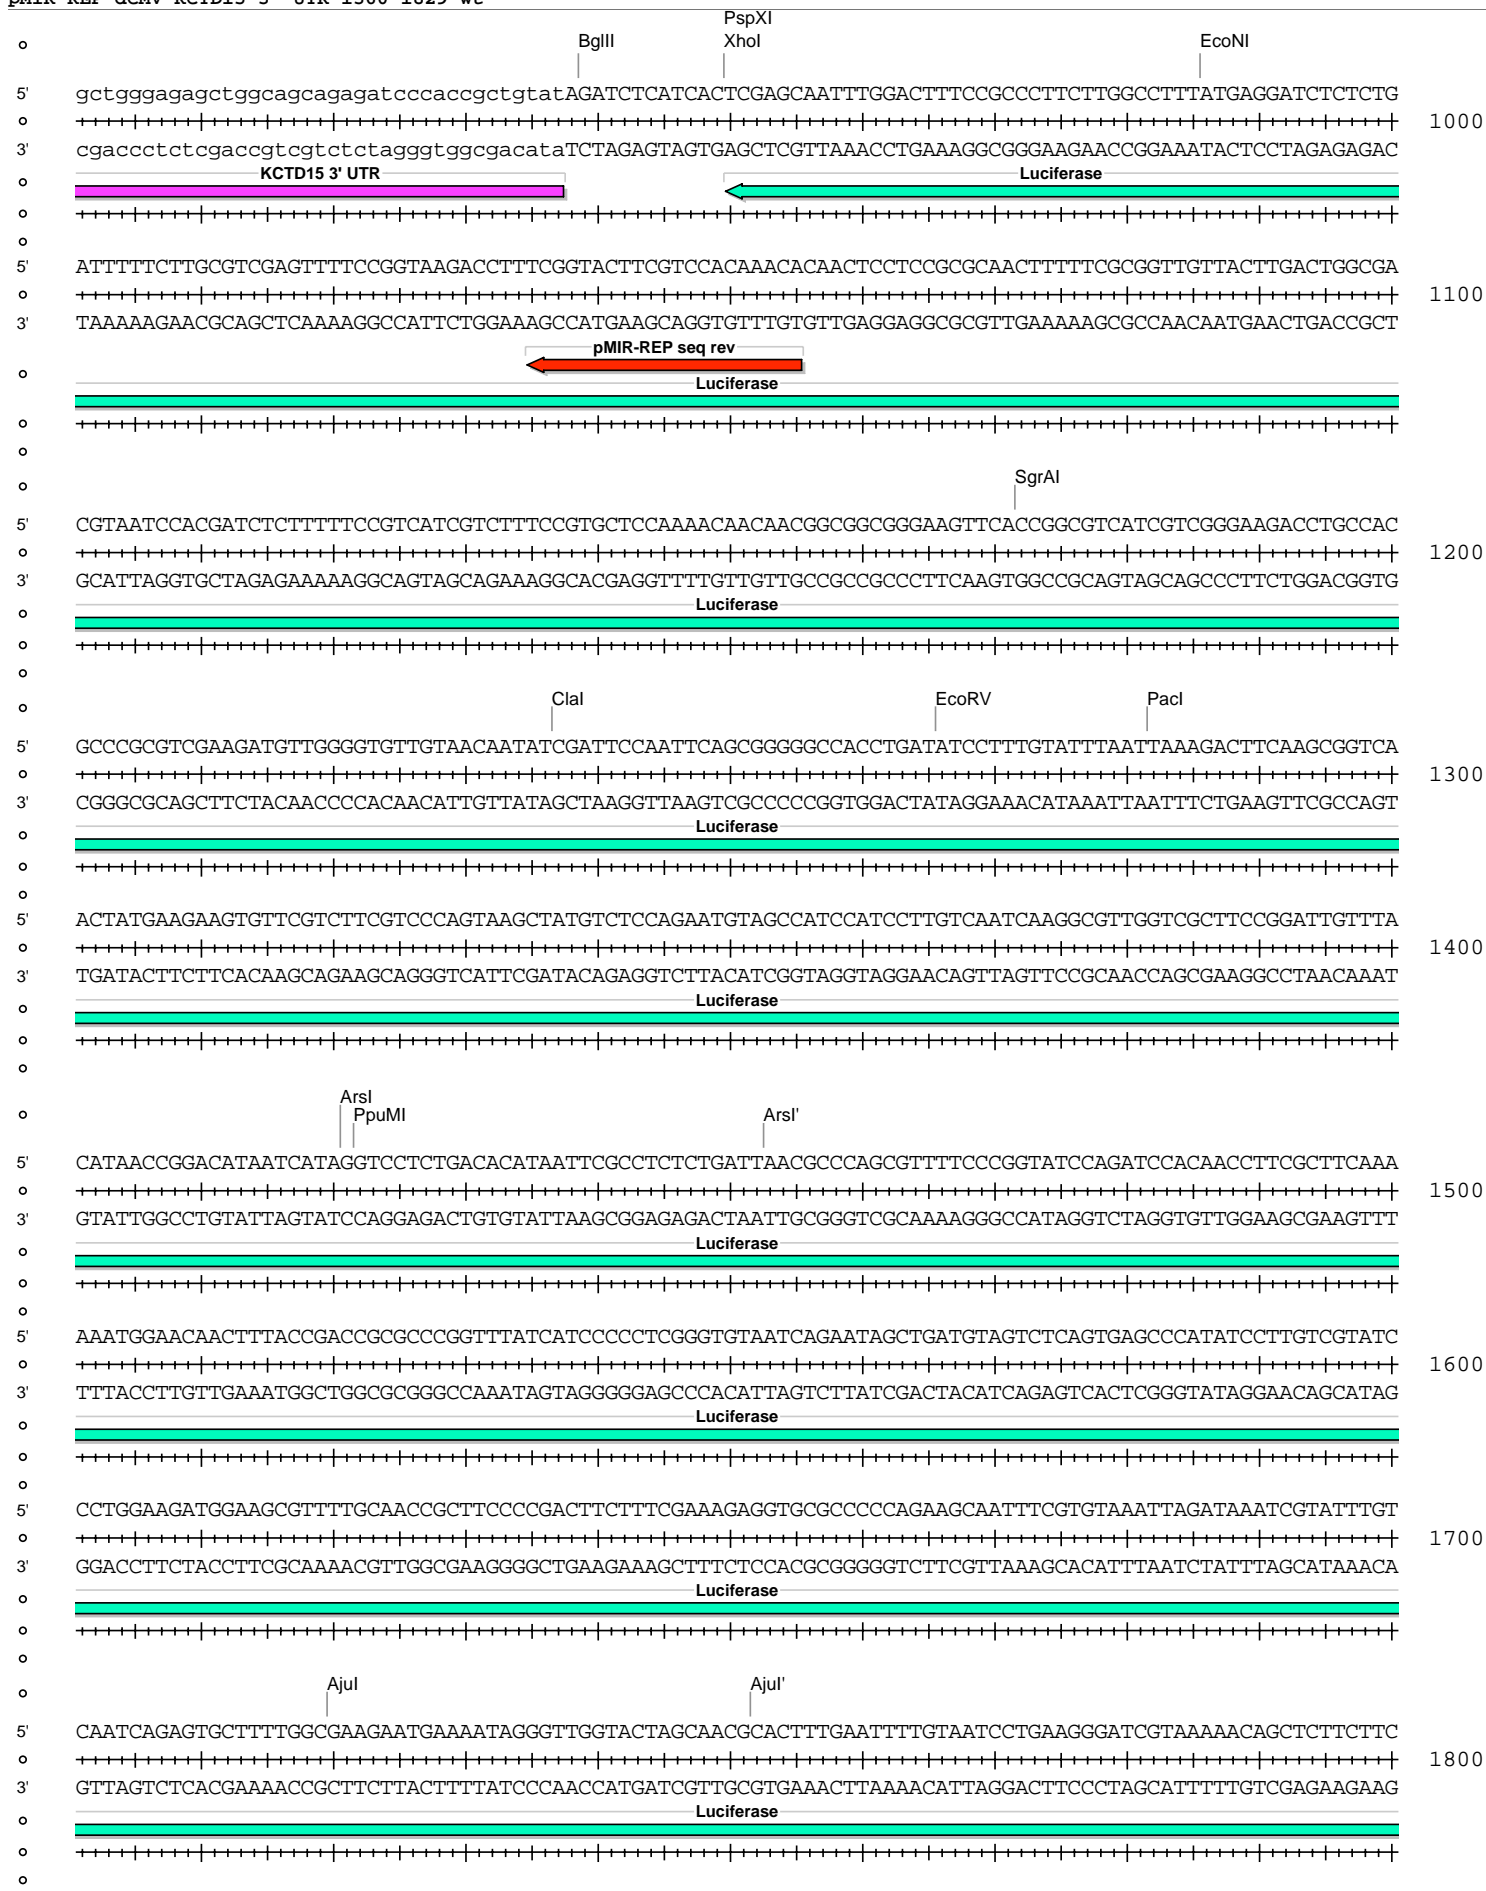 PspXI
BglII XhoI EcoNI
5' gctgggagagctggcagcagagatcccaccgctgtatAGATCTCATCACTCGAGCAATTTGGACTTTCCGCCCTTCTTGGCCTTTATGAGGATCTCTCTG
1000
3' cgaccctctcgaccgtcgtctctagggtggcgacataTCTAGAGTAGTGAGCTCGTTAAACCTGAAAGGCGGGAAGAACCGGAAATACTCCTAGAGAGAC
KCTD15 3' UTR Luciferase
5' ATTTTTCTTGCGTCGAGTTTTCCGGTAAGACCTTTCGGTACTTCGTCCACAAACACAACTCCTCCGCGCAACTTTTTCGCGGTTGTTACTTGACTGGCGA
1100
3' TAAAAAGAACGCAGCTCAAAAGGCCATTCTGGAAAGCCATGAAGCAGGTGTTTGTGTTGAGGAGGCGCGTTGAAAAAGCGCCAACAATGAACTGACCGCT
pMIR-REP seq rev
Luciferase
SgrAI
5' CGTAATCCACGATCTCTTTTTCCGTCATCGTCTTTCCGTGCTCCAAAACAACAACGGCGGCGGGAAGTTCACCGGCGTCATCGTCGGGAAGACCTGCCAC
1200
3' GCATTAGGTGCTAGAGAAAAAGGCAGTAGCAGAAAGGCACGAGGTTTTGTTGTTGCCGCCGCCCTTCAAGTGGCCGCAGTAGCAGCCCTTCTGGACGGTG
Luciferase
ClaI EcoRV PacI
5' GCCCGCGTCGAAGATGTTGGGGTGTTGTAACAATATCGATTCCAATTCAGCGGGGGCCACCTGATATCCTTTGTATTTAATTAAAGACTTCAAGCGGTCA
1300
3' CGGGCGCAGCTTCTACAACCCCACAACATTGTTATAGCTAAGGTTAAGTCGCCCCCGGTGGACTATAGGAAACATAAATTAATTTCTGAAGTTCGCCAGT
Luciferase
5' ACTATGAAGAAGTGTTCGTCTTCGTCCCAGTAAGCTATGTCTCCAGAATGTAGCCATCCATCCTTGTCAATCAAGGCGTTGGTCGCTTCCGGATTGTTTA
1400
3' TGATACTTCTTCACAAGCAGAAGCAGGGTCATTCGATACAGAGGTCTTACATCGGTAGGTAGGAACAGTTAGTTCCGCAACCAGCGAAGGCCTAACAAAT
Luciferase
ArsI
PpuMI ArsI'
5' CATAACCGGACATAATCATAGGTCCTCTGACACATAATTCGCCTCTCTGATTAACGCCCAGCGTTTTCCCGGTATCCAGATCCACAACCTTCGCTTCAAA
1500
3' GTATTGGCCTGTATTAGTATCCAGGAGACTGTGTATTAAGCGGAGAGACTAATTGCGGGTCGCAAAAGGGCCATAGGTCTAGGTGTTGGAAGCGAAGTTT
Luciferase
5' AAATGGAACAACTTTACCGACCGCGCCCGGTTTATCATCCCCCTCGGGTGTAATCAGAATAGCTGATGTAGTCTCAGTGAGCCCATATCCTTGTCGTATC
1600
3' TTTACCTTGTTGAAATGGCTGGCGCGGGCCAAATAGTAGGGGGAGCCCACATTAGTCTTATCGACTACATCAGAGTCACTCGGGTATAGGAACAGCATAG
Luciferase
5' CCTGGAAGATGGAAGCGTTTTGCAACCGCTTCCCCGACTTCTTTCGAAAGAGGTGCGCCCCCAGAAGCAATTTCGTGTAAATTAGATAAATCGTATTTGT
1700
3' GGACCTTCTACCTTCGCAAAACGTTGGCGAAGGGGCTGAAGAAAGCTTTCTCCACGCGGGGGTCTTCGTTAAAGCACATTTAATCTATTTAGCATAAACA
Luciferase
AjuI AjuI'
5' CAATCAGAGTGCTTTTGGCGAAGAATGAAAATAGGGTTGGTACTAGCAACGCACTTTGAATTTTGTAATCCTGAAGGGATCGTAAAAACAGCTCTTCTTC
1800
3' GTTAGTCTCACGAAAACCGCTTCTTACTTTTATCCCAACCATGATCGTTGCGTGAAACTTAAAACATTAGGACTTCCCTAGCATTTTTGTCGAGAAGAAG
Luciferase